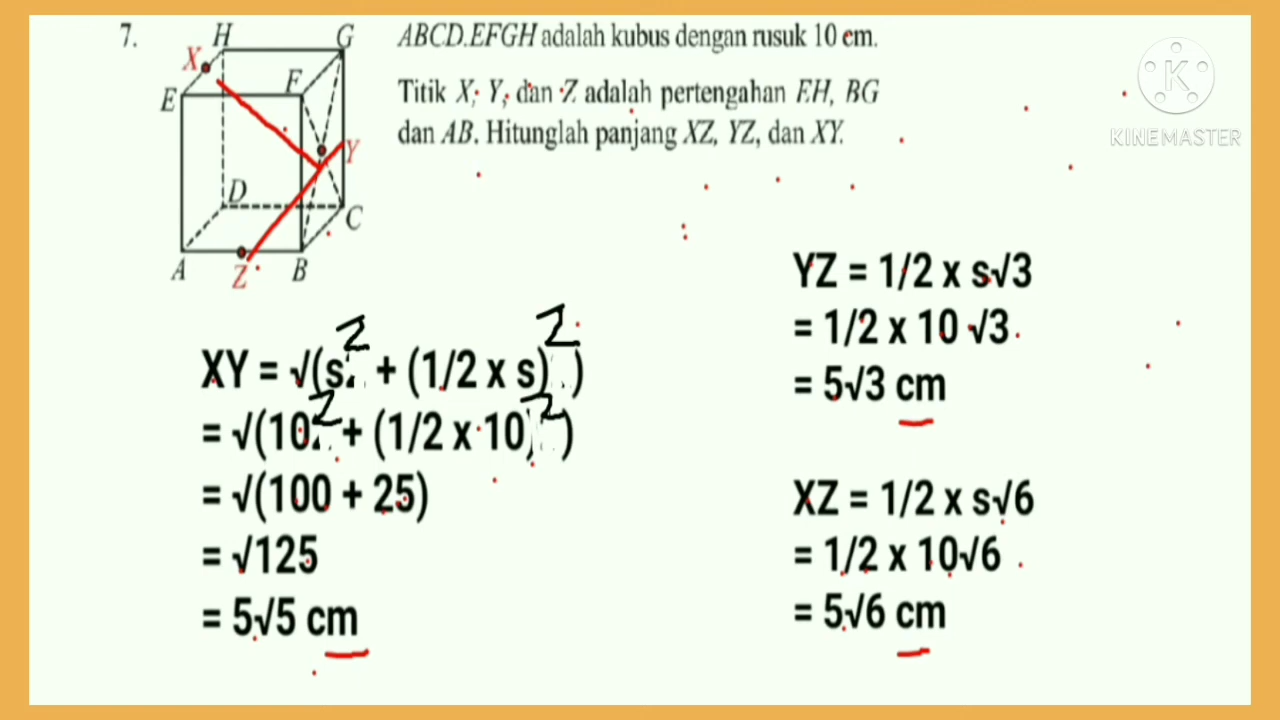 7.
ABCD.EFGH adalah kubus dengan rusuk 10 cm.
Titik X, Y, dan Z adalah pertengahan EH, BG
dan AB. Hitunglah panjang XZ, YZ, dan XY.
H
G
X
F
E
Y
D
C
A
Z
B
K
KINEMASTER
XY = √(s² + (1/2 x s)²)
= √(10² + (1/2 x 10)²)
= √(100 + 25)
= √125
= 5√5 cm
YZ = 1/2 x s√3
= 1/2 x 10 √3
= 5√3 cm
XZ = 1/2 x s√6
= 1/2 x 10√6
= 5√6 cm